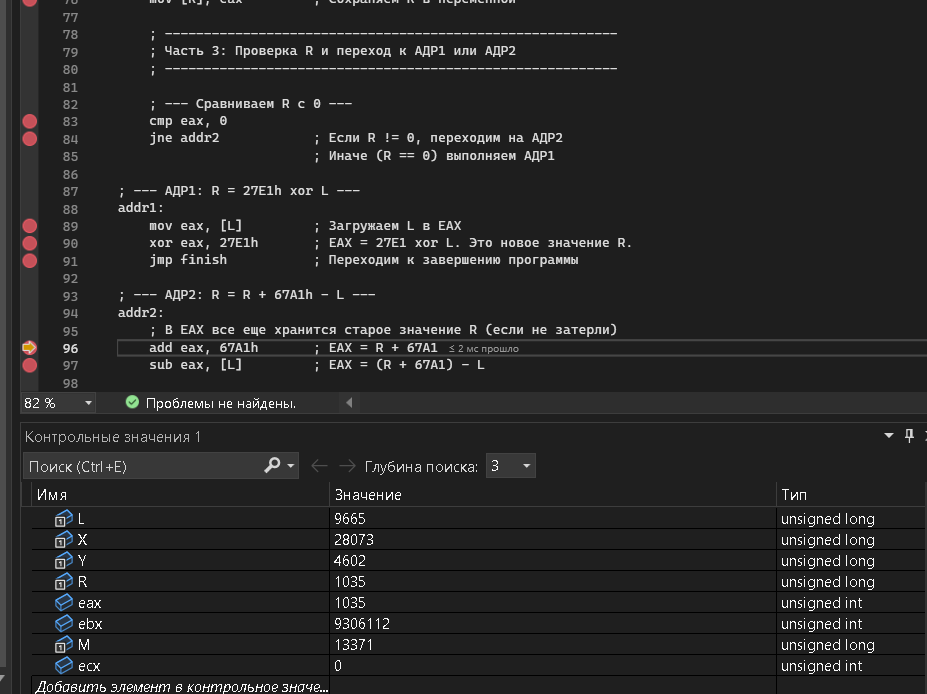 76 mov [R], eax ; Сохраняем R в переменной
77
78 ; ----------------------------------------------------------
79 ; Часть 3: Проверка R и переход к АДР1 или АДР2
80 ; ----------------------------------------------------------
81
82 ; --- Сравниваем R с 0 ---
83 cmp eax, 0
84 jne addr2 ; Если R != 0, переходим на АДР2
85 ; Иначе (R == 0) выполняем АДР1
86
87 ; --- АДР1: R = 27E1h xor L ---
88 addr1:
89 mov eax, [L] ; Загружаем L в EAX
90 xor eax, 27E1h ; EAX = 27E1 xor L. Это новое значение R.
91 jmp finish ; Переходим к завершению программы
92
93 ; --- АДР2: R = R + 67A1h - L ---
94 addr2:
95 ; В EAX все еще хранится старое значение R (если не затерли)
96 add eax, 67A1h ; EAX = R + 67A1 ≤ 2 мс прошло
97 sub eax, [L] ; EAX = (R + 67A1) - L
98
82 % Проблемы не найдены.
Контрольные значения 1
Поиск (Ctrl+E) Глубина поиска: 3
Имя Значение Тип
L 9665 unsigned long
X 28073 unsigned long
Y 4602 unsigned long
R 1035 unsigned long
eax 1035 unsigned int
ebx 9306112 unsigned int
M 13371 unsigned long
ecx 0 unsigned int
Добавить элемент в контрольное значе...